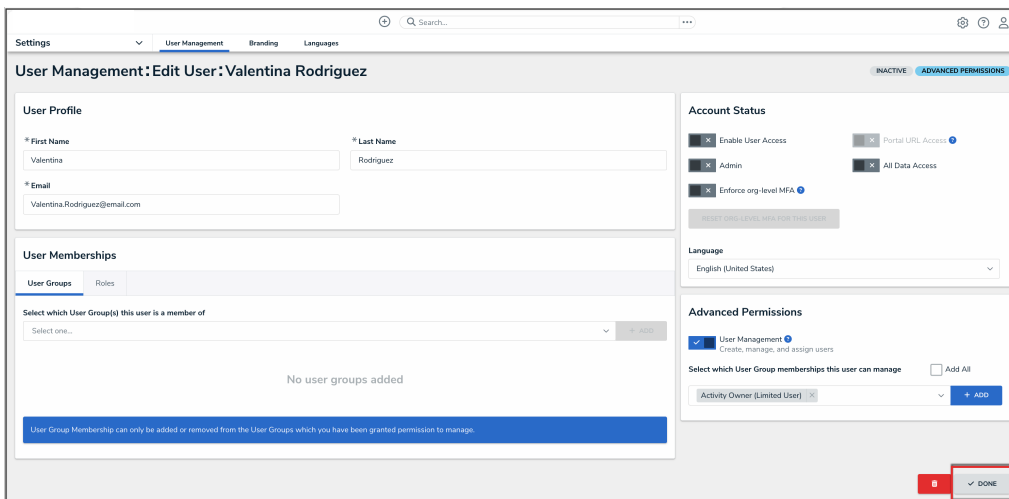 Search...
Settings
User Management
Branding
Languages
User Management:Edit User:Valentina Rodriguez
INACTIVE
ADVANCED PERMISSIONS
User Profile
*First Name
*Last Name
Valentina
Rodriguez
*Email
Valentina.Rodriguez@email.com
User Memberships
User Groups
Roles
Select which User Group(s) this user is a member of
Select one...
+ ADD
No user groups added
User Group Membership can only be added or removed from the User Groups which you have been granted permission to manage.
Account Status
Enable User Access
Portal URL Access
Admin
All Data Access
Enforce org-level MFA
RESET ORG-LEVEL MFA FOR THIS USER
Language
English (United States)
Advanced Permissions
User Management
Create, manage, and assign users
Select which User Group memberships this user can manage
Add All
Activity Owner (Limited User)
+ ADD
DONE